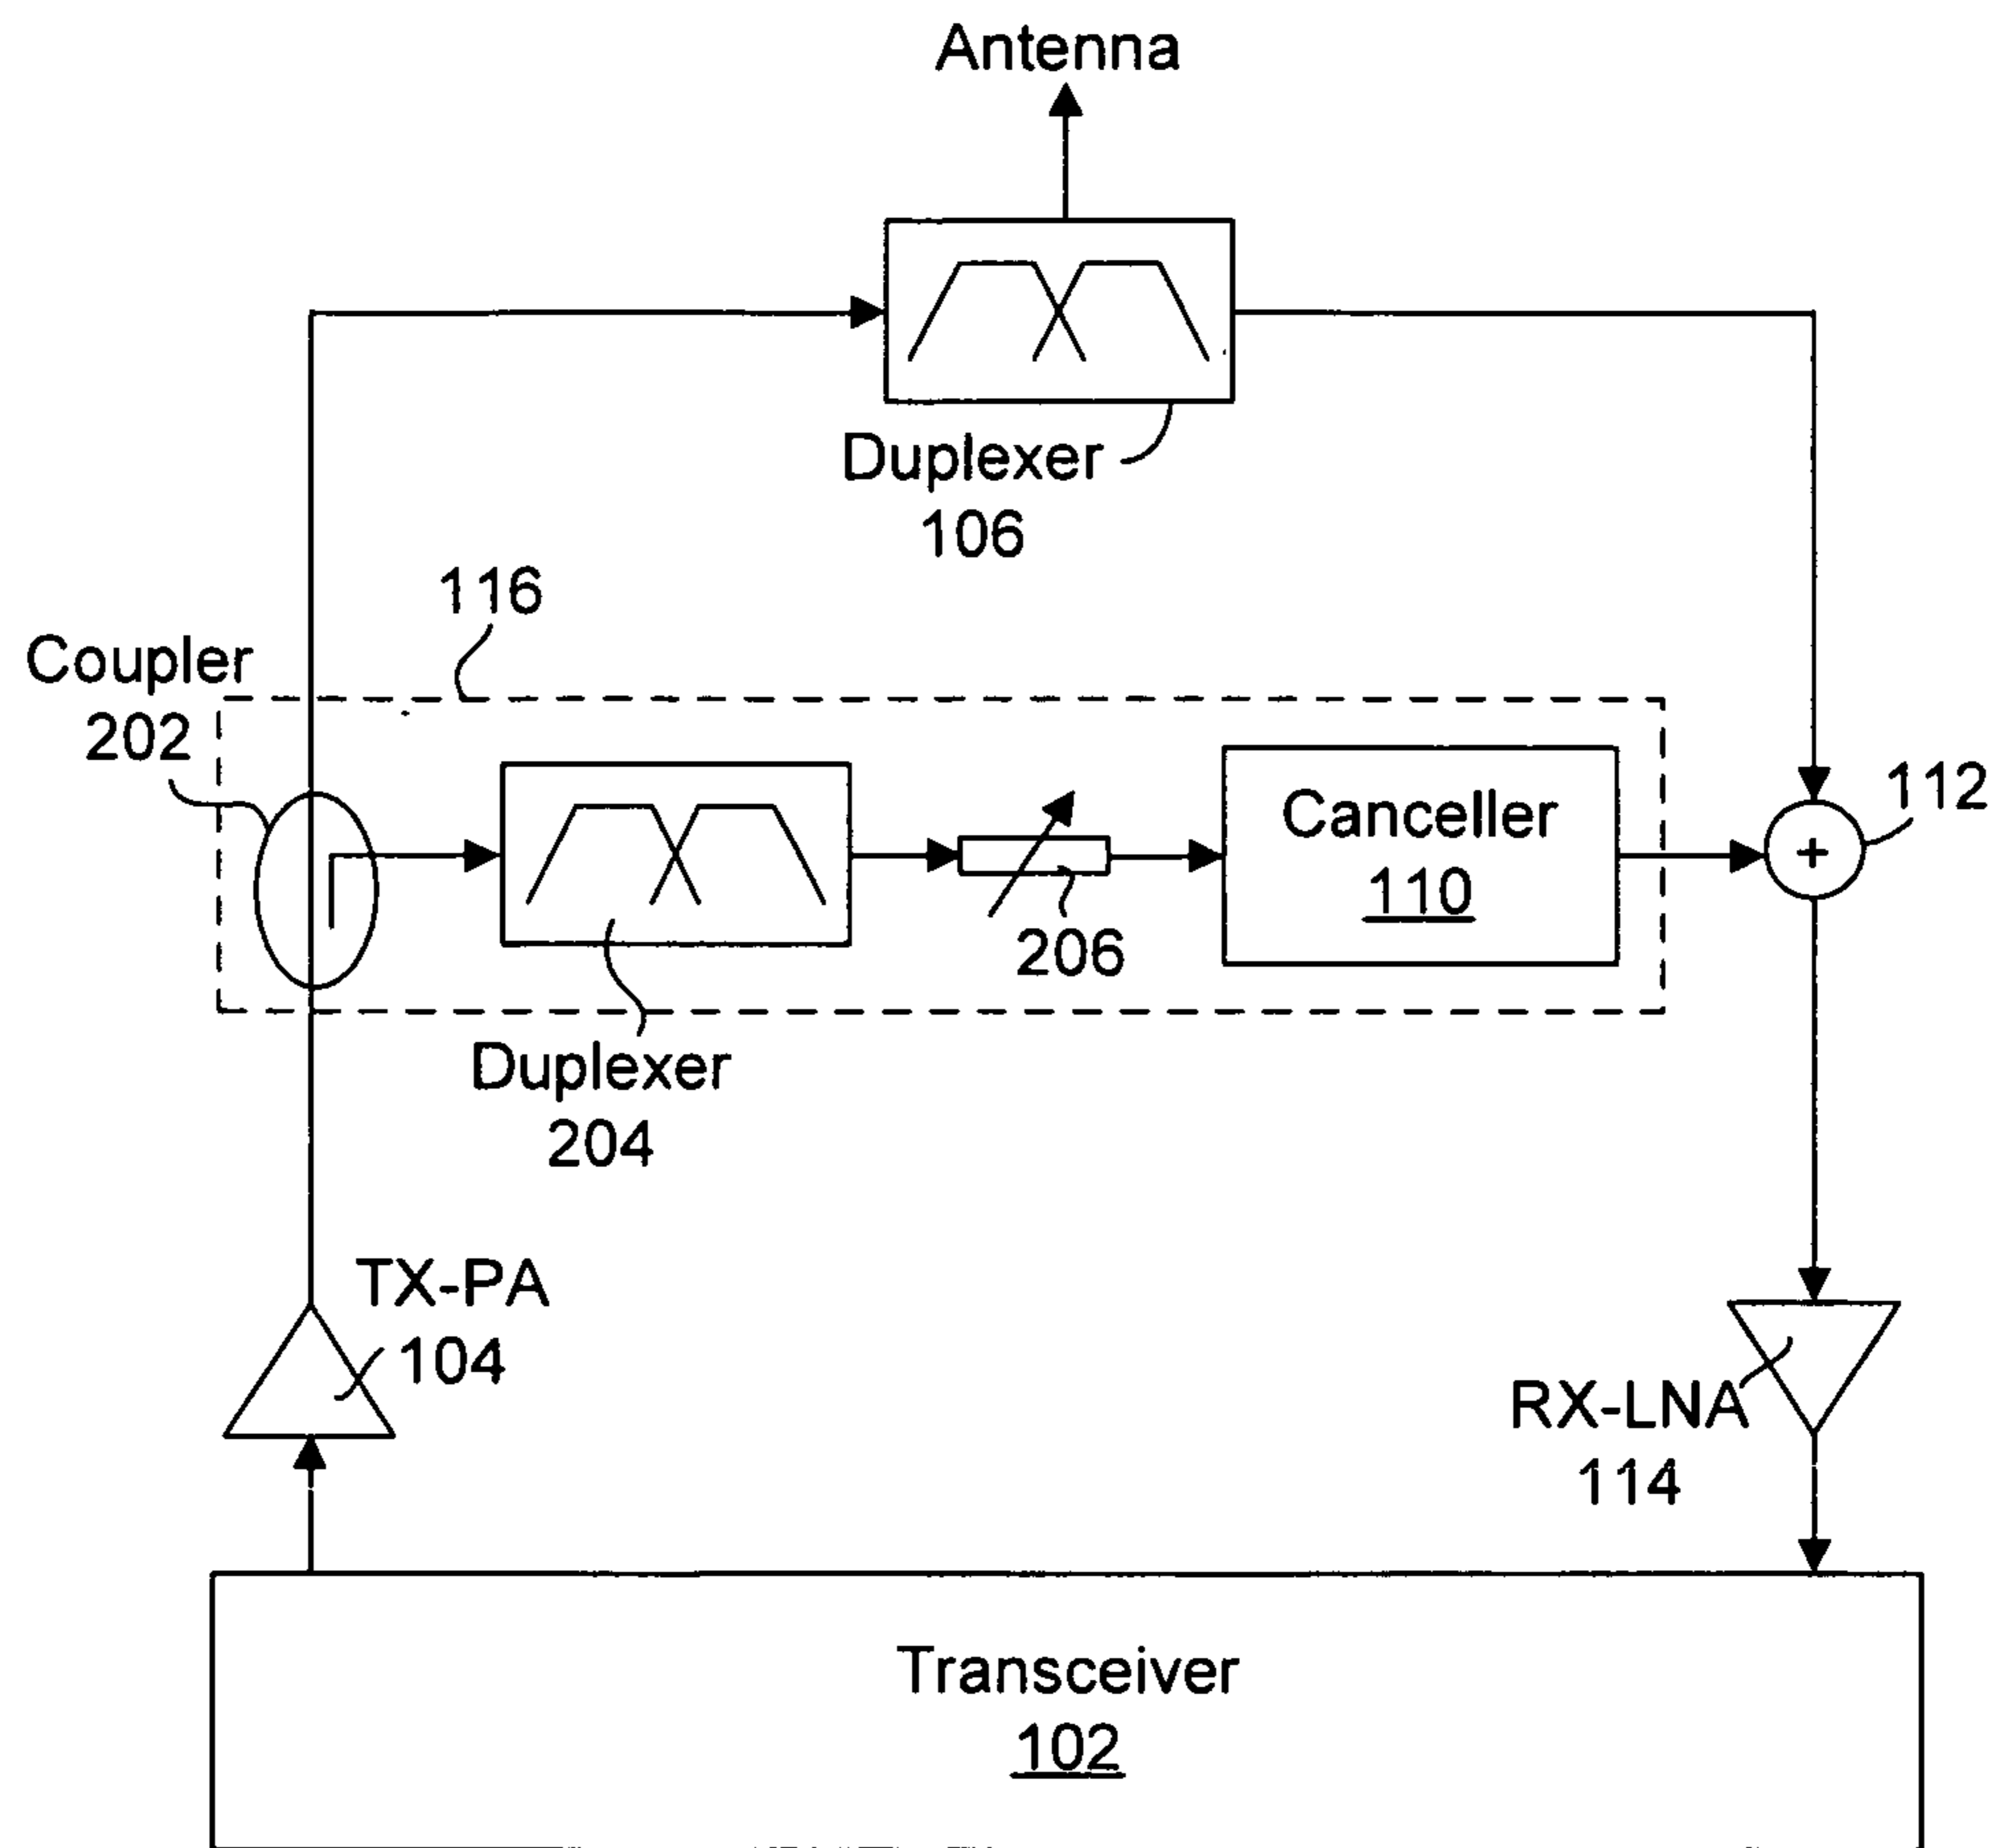 Antenna
Duplexer
106
116
Coupler
202
Canceller
110
112
+
206
Duplexer
204
TX-PA
104
RX-LNA
114
Transceiver
102